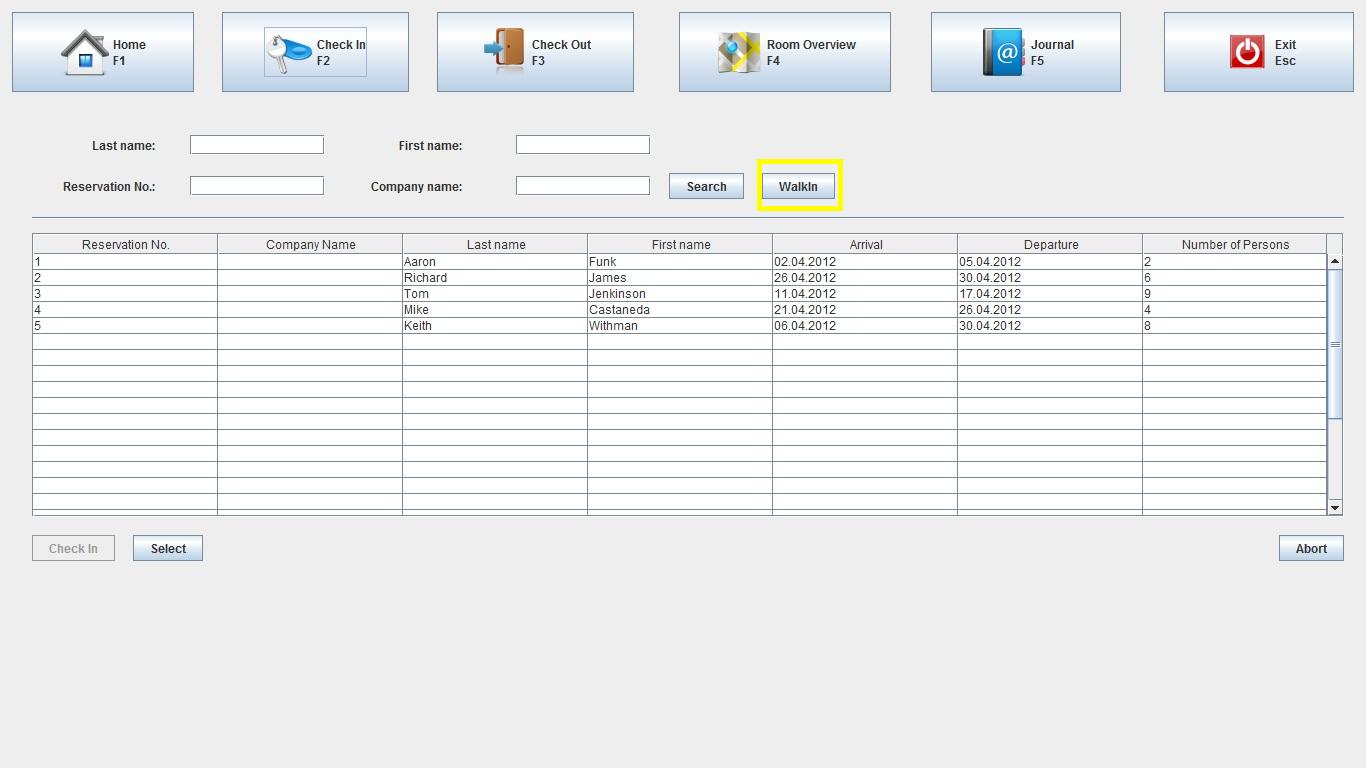 Home
F1
Check In
F2
Check Out
F3
Room Overview
F4
Journal
F5
Exit
Esc
Last name:
First name:
Reservation No.:
Company name:
Search
WalkIn
Reservation No. Company Name Last name First name Arrival Departure Number of Persons
1 Aaron Funk 02.04.2012 05.04.2012 2
2 Richard James 26.04.2012 30.04.2012 6
3 Tom Jenkinson 11.04.2012 17.04.2012 9
4 Mike Castaneda 21.04.2012 26.04.2012 4
5 Keith Withman 06.04.2012 30.04.2012 8
Check In
Select
Abort